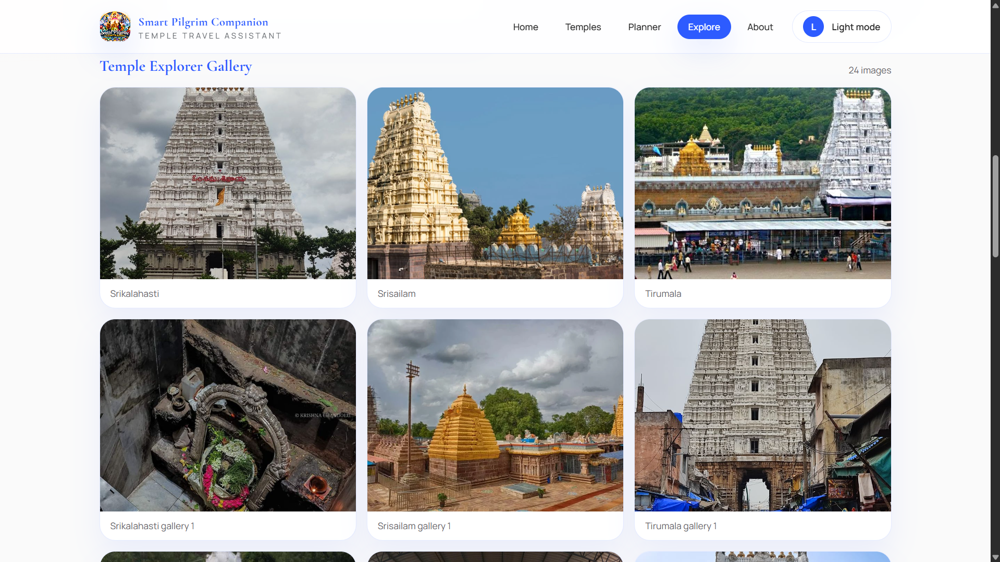 Smart Pilgrim Companion
TEMPLE TRAVEL ASSISTANT
Home
Temples
Planner
Explore
About
L
Light mode
Temple Explorer Gallery
24 images
ఓం నమః శివాయ
Srikalahasti
Srisailam
Tirumala
© KRISHNA CHANDOLU
Srikalahasti gallery 1
Srisailam gallery 1
Tirumala gallery 1